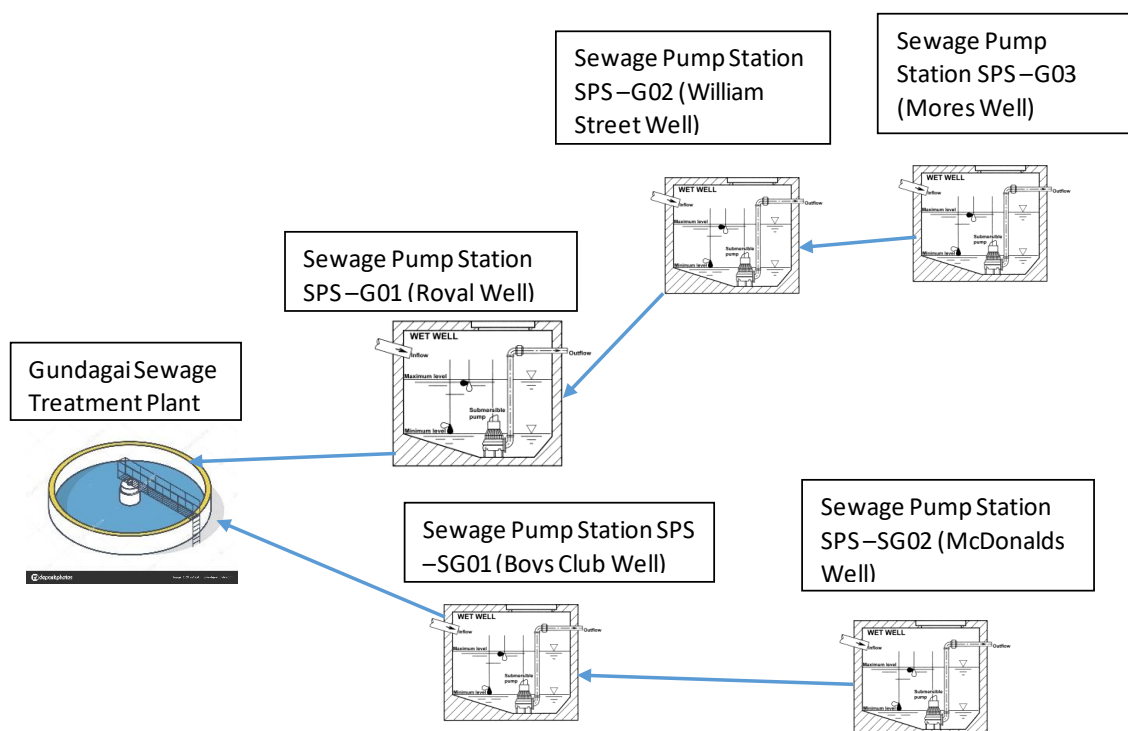 Sewage Pump Station
SPS –G02 (William
Street Well)
Sewage Pump
Station SPS –G03
(Mores Well)
WET WELL
Inflow
Outflow
Maximum level
Submersible
pump
Minimum level
WET WELL
Inflow
Outflow
Maximum level
Submersible
pump
Minimum level
Sewage Pump Station
SPS –G01 (Roval Well)
WET WELL
Inflow
Outflow
Maximum level
Submersible
pump
Minimum level
Gundagai Sewage
Treatment Plant
depositphotos
Sewage Pump Station SPS
–SG01 (Bovs Club Well)
WET WELL
Inflow
Outflow
Maximum level
Submersible
pump
Minimum level
Sewage Pump Station
SPS –SG02 (McDonalds
Well)
WET WELL
Inflow
Outflow
Maximum level
Submersible
pump
Minimum level